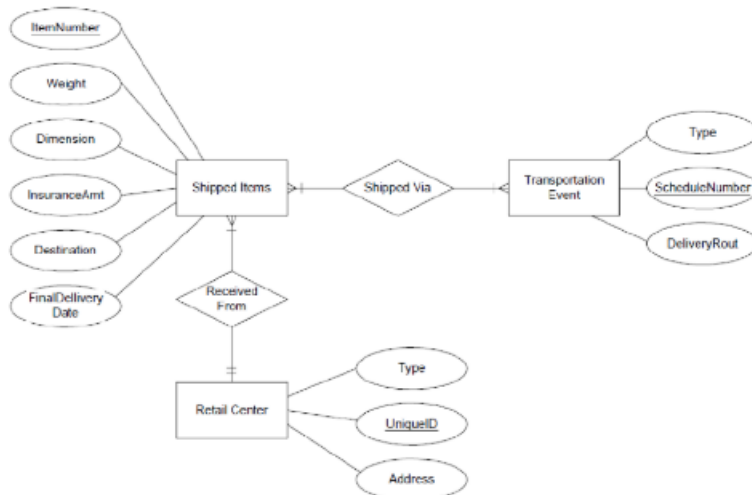 ItemNumber
Weight
Dimension
InsuranceAmt
Destination
FinalDellivery
Date
Shipped Items
Shipped Via
Transportation
Event
Type
ScheduleNumber
DeliveryRout
Received
From
Retail Center
Type
UniqueID
Address